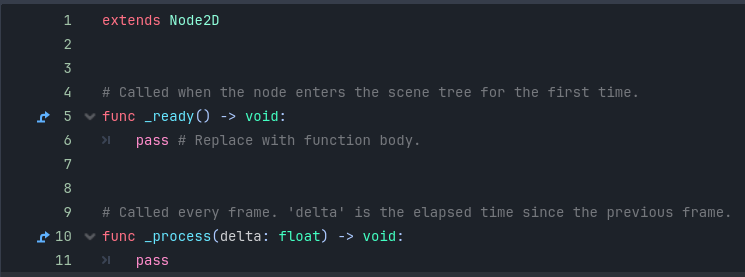 1 extends Node2D
2
3
4 # Called when the node enters the scene tree for the first time.
5 func _ready() -> void:
6 pass # Replace with function body.
7
8
9 # Called every frame. 'delta' is the elapsed time since the previous frame.
10 func _process(delta: float) -> void:
11 pass